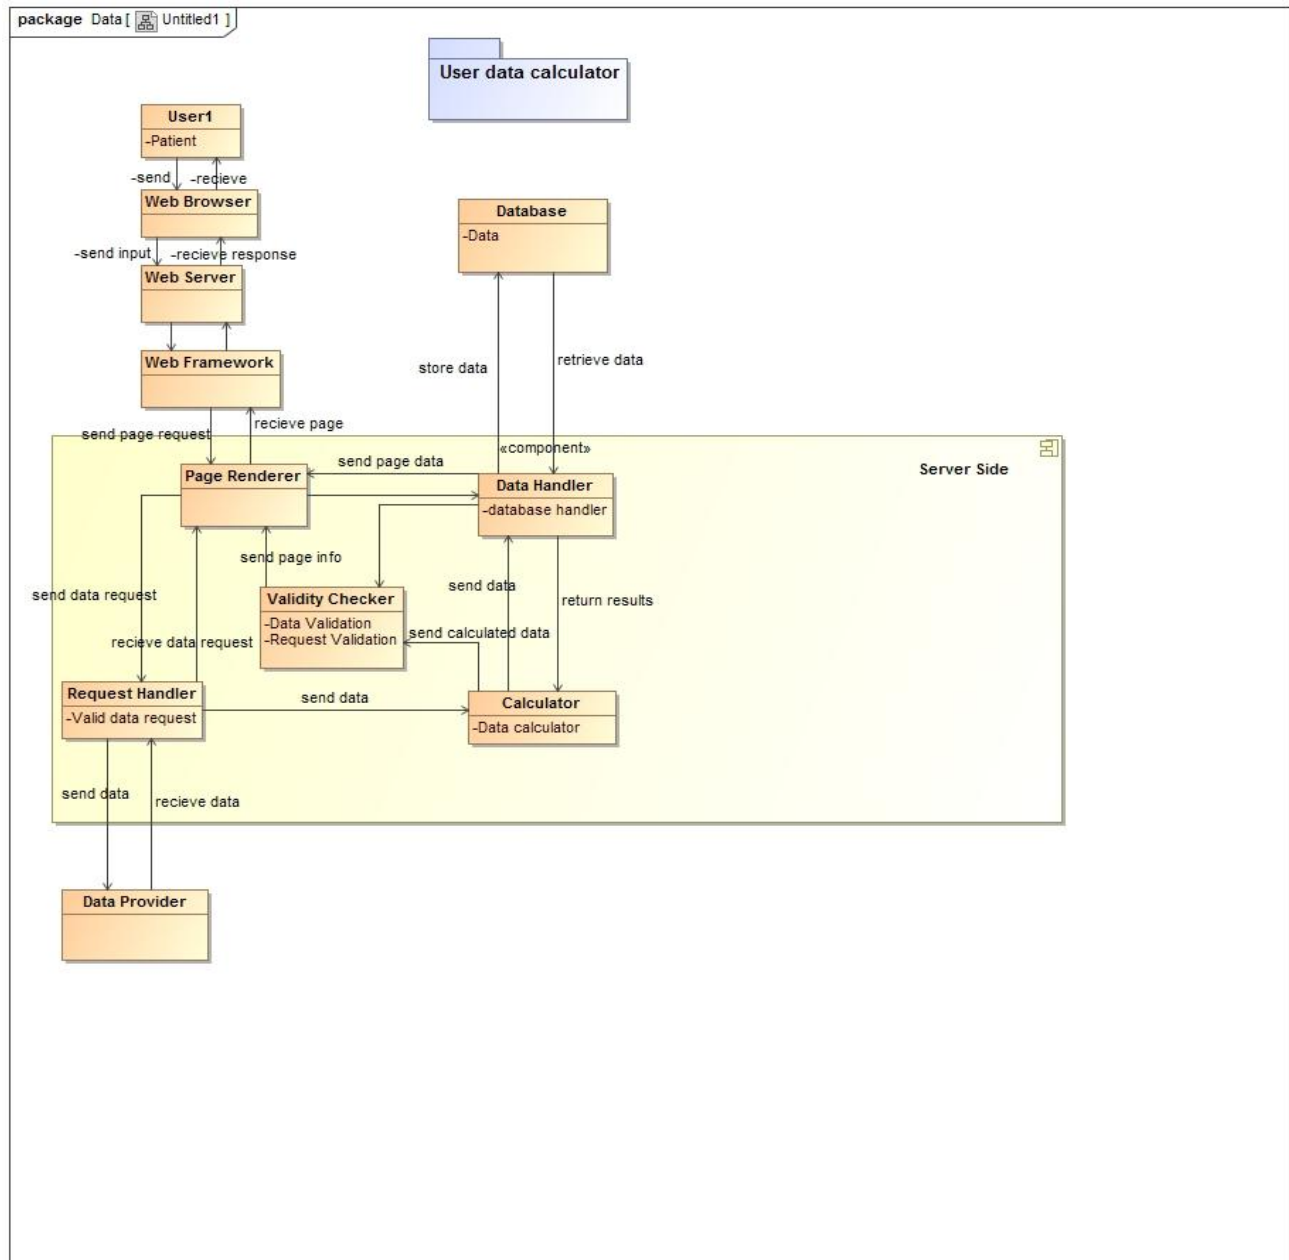 package Data [ Untitled1 ]
User data calculator
User1
-Patient
-send
-recieve
Web Browser
-send input
-recieve response
Web Server
Web Framework
send page request
recieve page
Database
-Data
store data
retrieve data
«component»
Server Side
send page data
Page Renderer
Data Handler
-database handler
send page info
send data request
recieve data request
Validity Checker
-Data Validation
-Request Validation
send data
return results
send calculated data
Request Handler
-Valid data request
send data
Calculator
-Data calculator
send data
recieve data
Data Provider